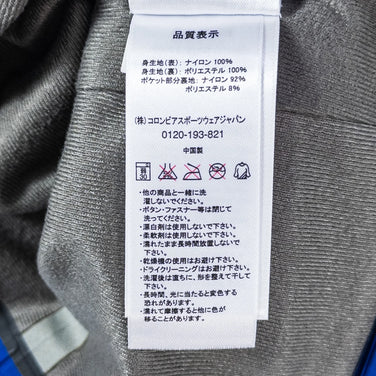 品質表示
身生地(表): ナイロン 100%
身生地(裏): ポリエステル 100%
ポケット部分裏地: ナイロン 92%
ポリエステル 8%
(株) コロンビアスポーツウェアジャパン
0120-193-821
中国製
・他の商品と一緒に洗
濯しないでください。
・ボタン・ファスナー等は閉じて
洗ってください。
・漂白剤は使用しないで下さい。
・柔軟剤は使用しないで下さい。
・濡れたまま長時間放置しない
で下さい。
・乾燥機の使用はお避け下さい。
・ドライクリーニングはお避け下さい。
・洗濯後は直ちに、形を整えて干して
下さい。
・長時間、光に当たると変色する
恐れがあります。
・濡れて摩擦すると他に色が
移ることがあります。